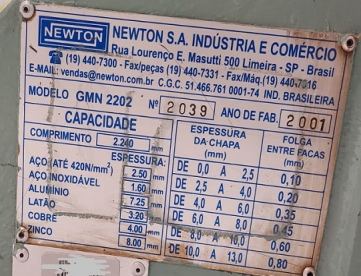 NEWTON
NEWTON S.A. INDÚSTRIA E COMÉRCIO
Rua Lourenço E. Masutti 500 Limeira - SP - Brasil
(19) 440-7300 - Fax/peças (19) 440-7331 - Fax/Máq.(19) 440-7316
E-MAIL: vendas@newton.com.br C.G.C. 51.466.761 0001-74 IND. BRASILEIRA
MODELO GMN 2202 Nº 2039 ANO DE FAB. 2001
CAPACIDADE
COMPRIMENTO 2.240 mm
ESPESSURA:
AÇO (ATÉ 420N/mm²) 2.50 mm
AÇO INOXIDÁVEL 1.60 mm
ALUMÍNIO 7.25 mm
LATÃO 3.20 mm
COBRE 4.00 mm
ZINCO 8.00 mm
ESPESSURA DA CHAPA (mm) FOLGA ENTRE FACAS (mm)
DE 0,0 A 2,5 0,10
DE 2,5 A 4,0 0,20
DE 4,0 A 6,0 0,35
DE 6,0 A 8,0 0,45
DE 8,0 A 10,0 0,60
DE 10,0 A 13,0 0,80